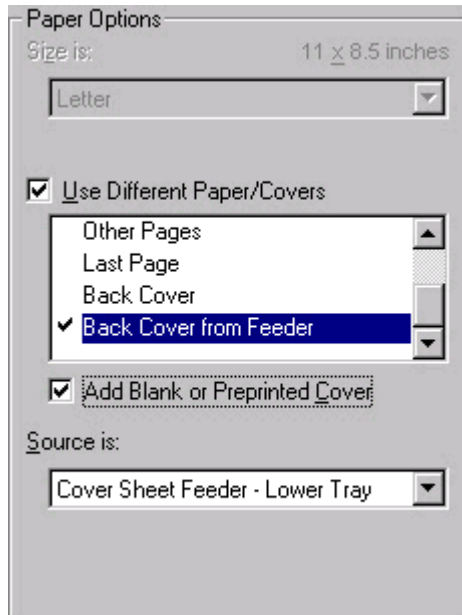 Paper Options
Size is: 11 x 8.5 inches
Letter
Use Different Paper/Covers
Other Pages
Last Page
Back Cover
Back Cover from Feeder
Add Blank or Preprinted Cover
Source is:
Cover Sheet Feeder - Lower Tray